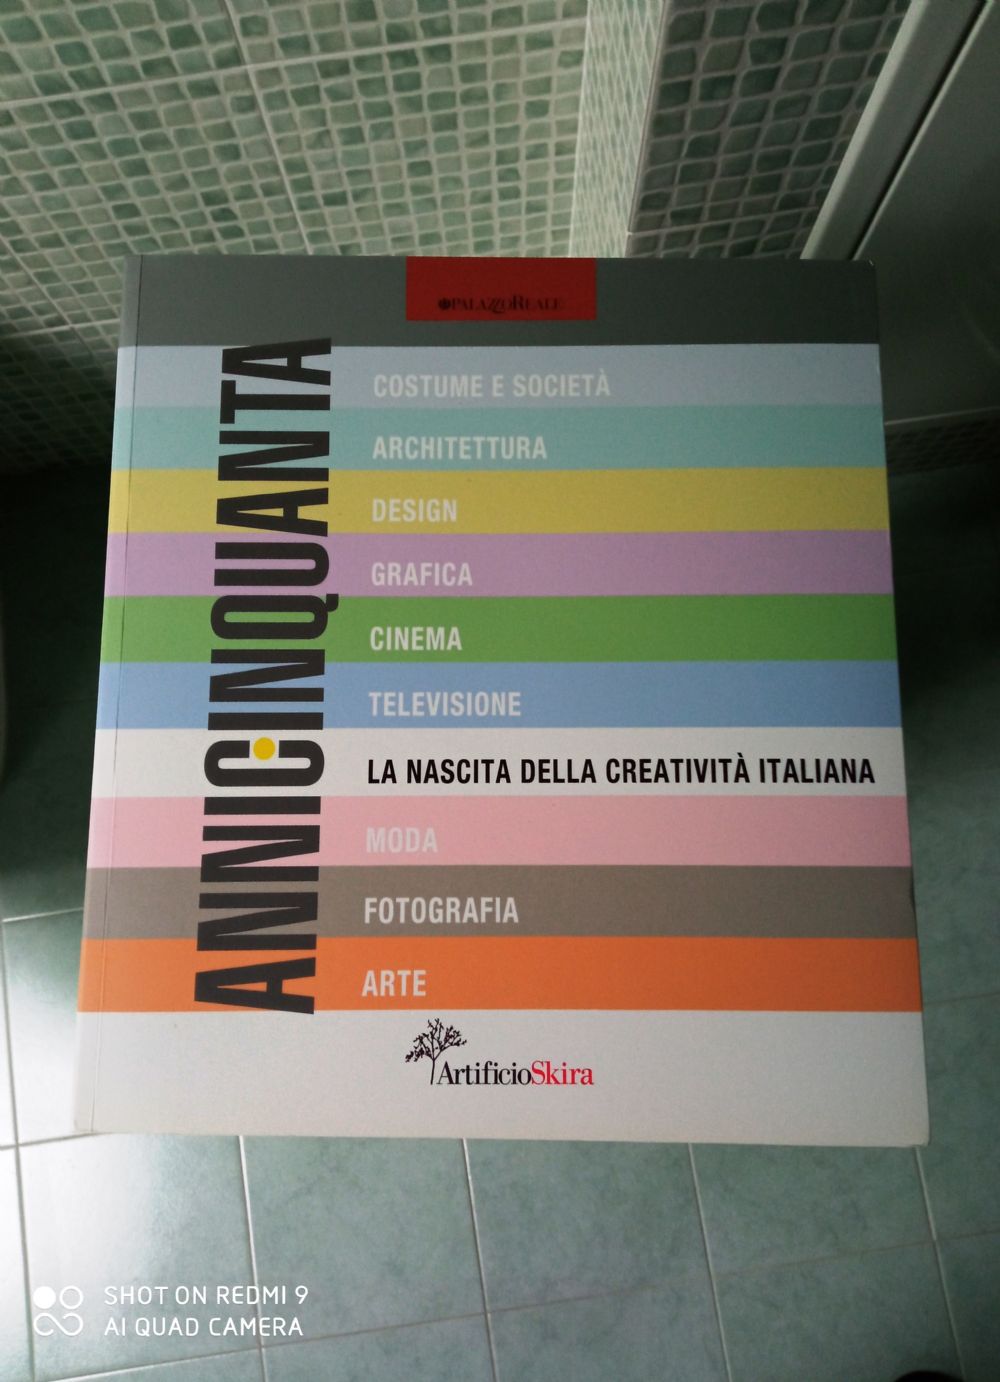 PALAZZOREALE
ANNICINQUANTA
COSTUME E SOCIETÀ
ARCHITETTURA
DESIGN
GRAFICA
CINEMA
TELEVISIONE
LA NASCITA DELLA CREATIVITÀ ITALIANA
MODA
FOTOGRAFIA
ARTE
ArtificioSkira
SHOT ON REDMI 9
AI QUAD CAMERA